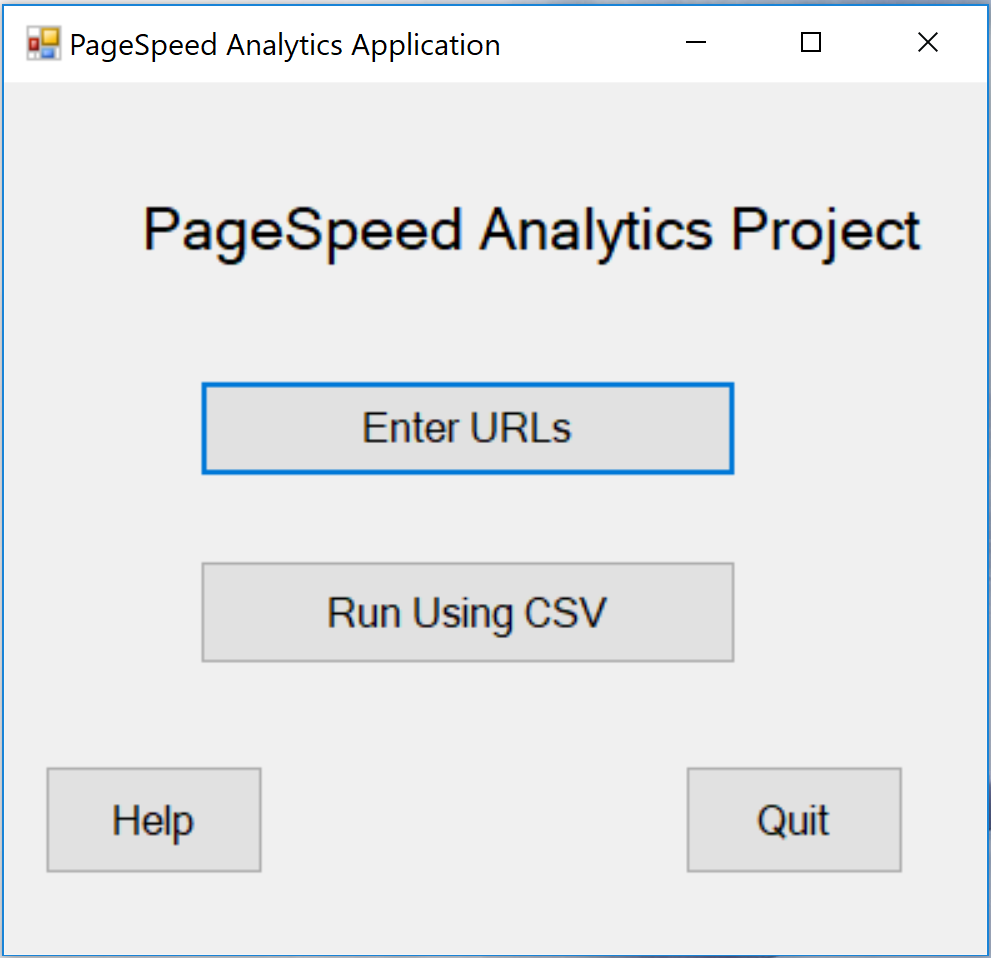 PageSpeed Analytics Application
PageSpeed Analytics Project
Enter URLs
Run Using CSV
Help
Quit